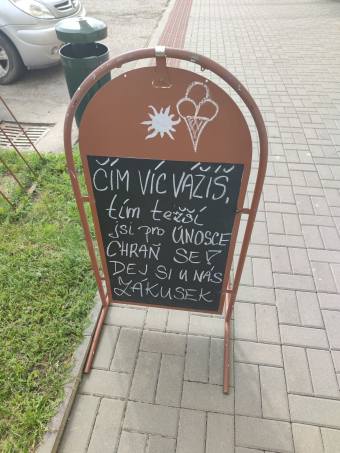 ČÍM VÍC VÁŽÍŠ,
tím težší
jsi pro ÚNOSCE
CHRAŇ SE
DEJ SI U NÁS
ZÁKUSEK